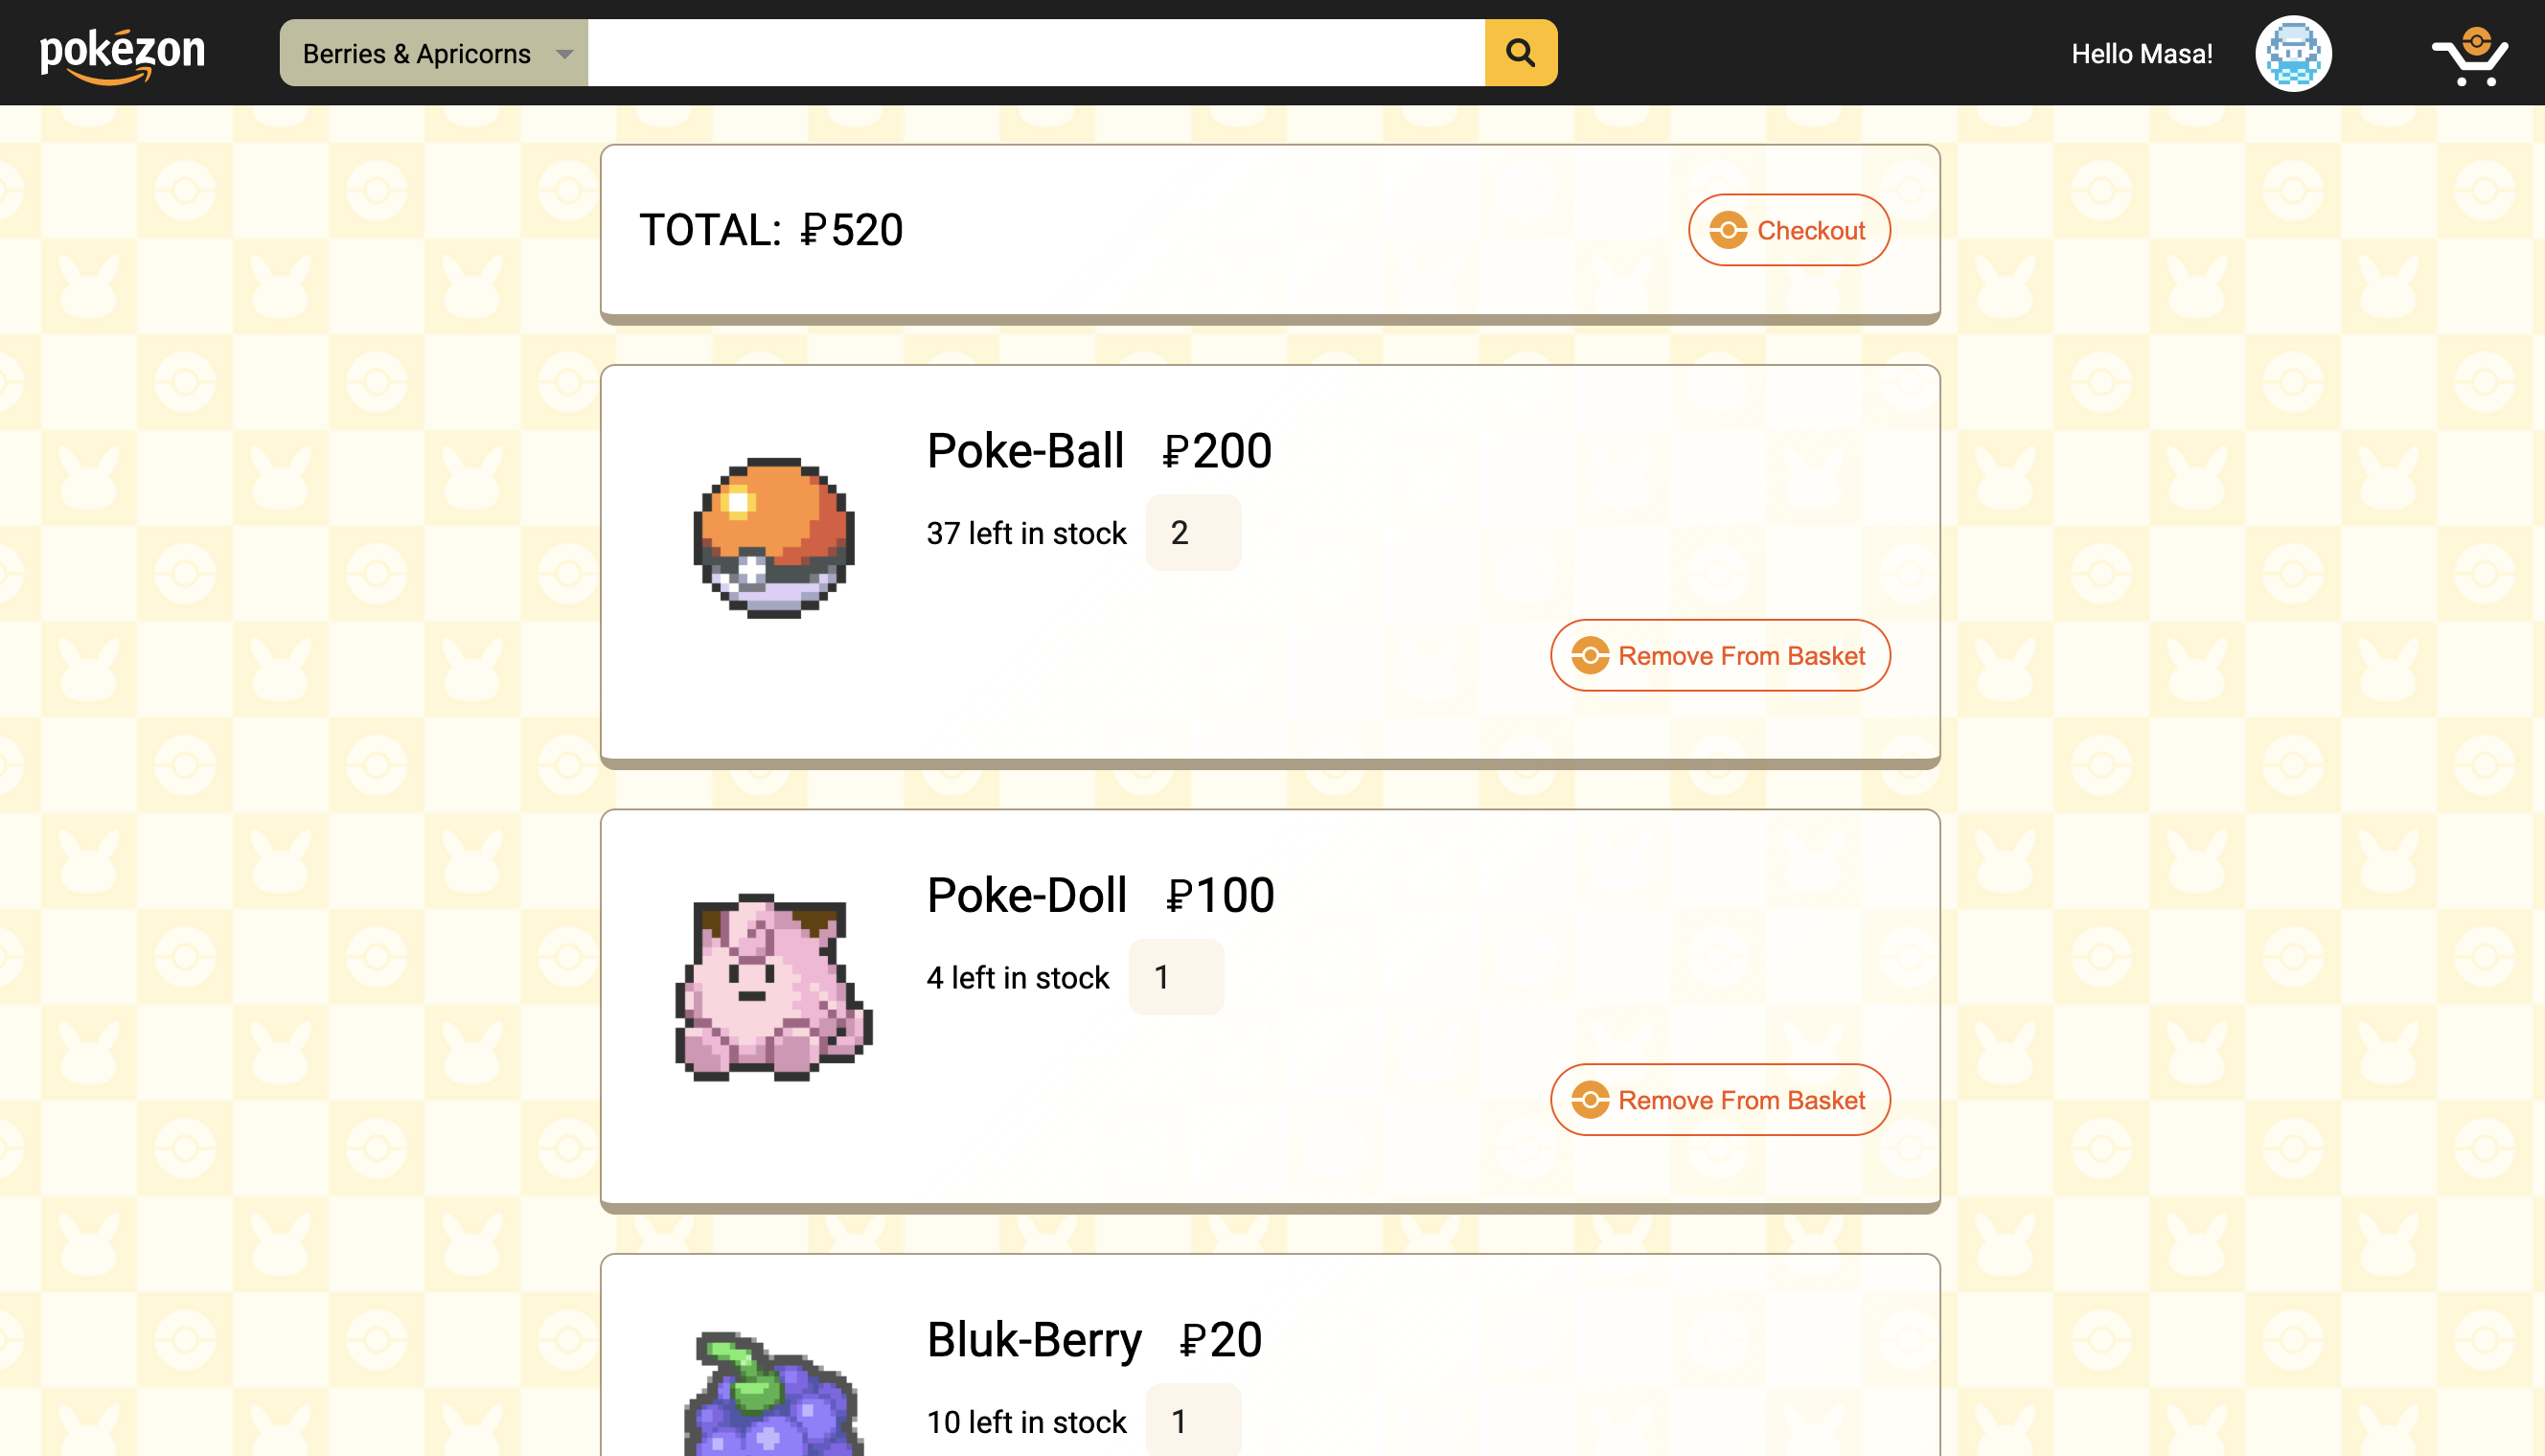 pokézon
Berries & Apricorns
Hello Masa!
TOTAL: ₽520
Checkout
Poke-Ball ₽200
37 left in stock 2
Remove From Basket
Poke-Doll ₽100
4 left in stock 1
Remove From Basket
Bluk-Berry ₽20
10 left in stock 1